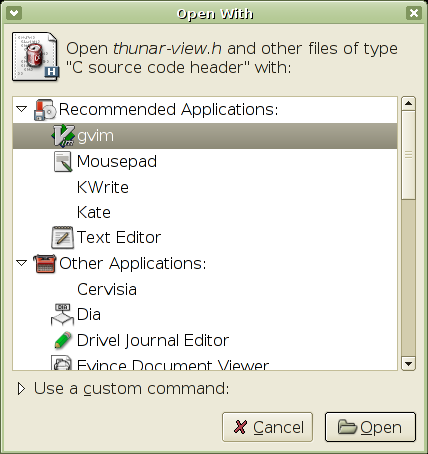 Open With
Open thunar-view.h and other files of type
"C source code header" with:
H
Recommended Applications:
gvim
Mousepad
KWrite
Kate
Text Editor
Other Applications:
Cervisia
Dia
Drivel Journal Editor
Evince Document Viewer
Use a custom command:
Cancel
Open